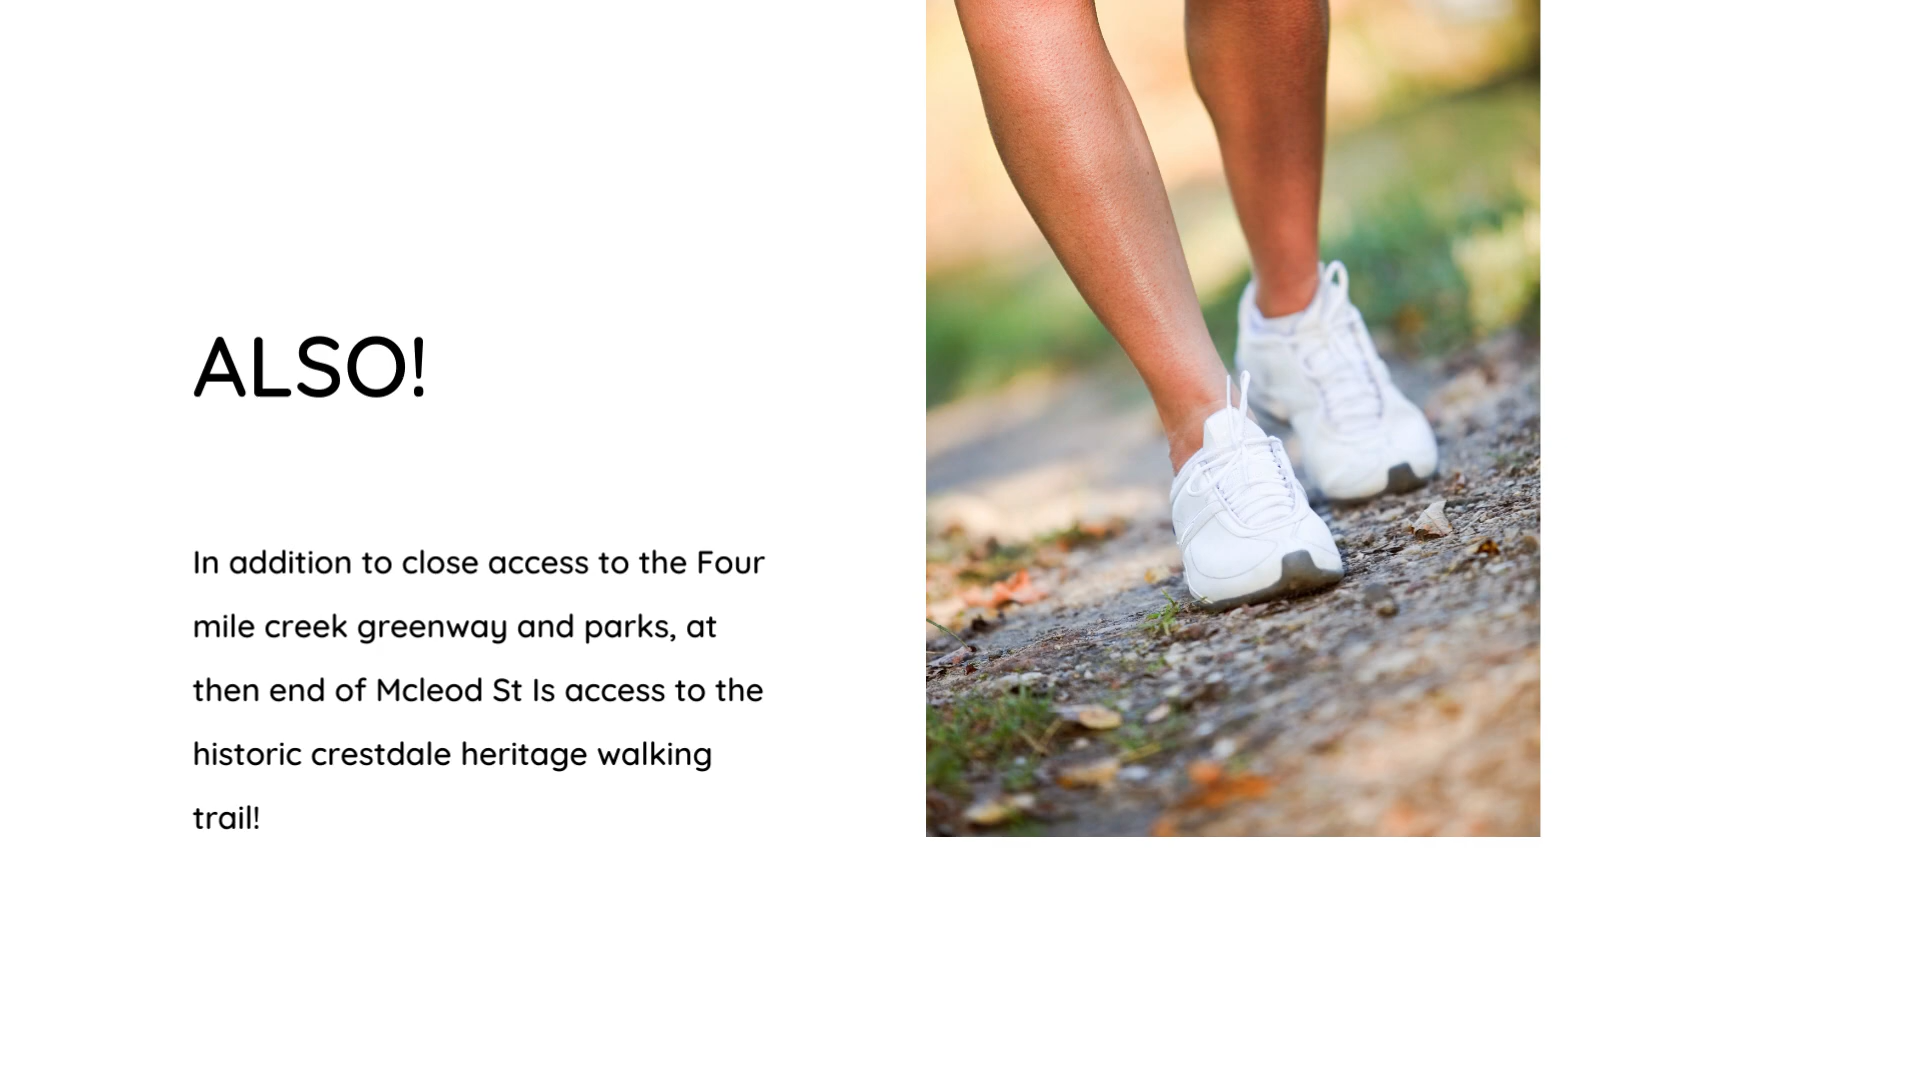 ALSO!
In addition to close access to the Four
mile creek greenway and parks, at
then end of Mcleod St Is access to the
historic crestdale heritage walking
trail!